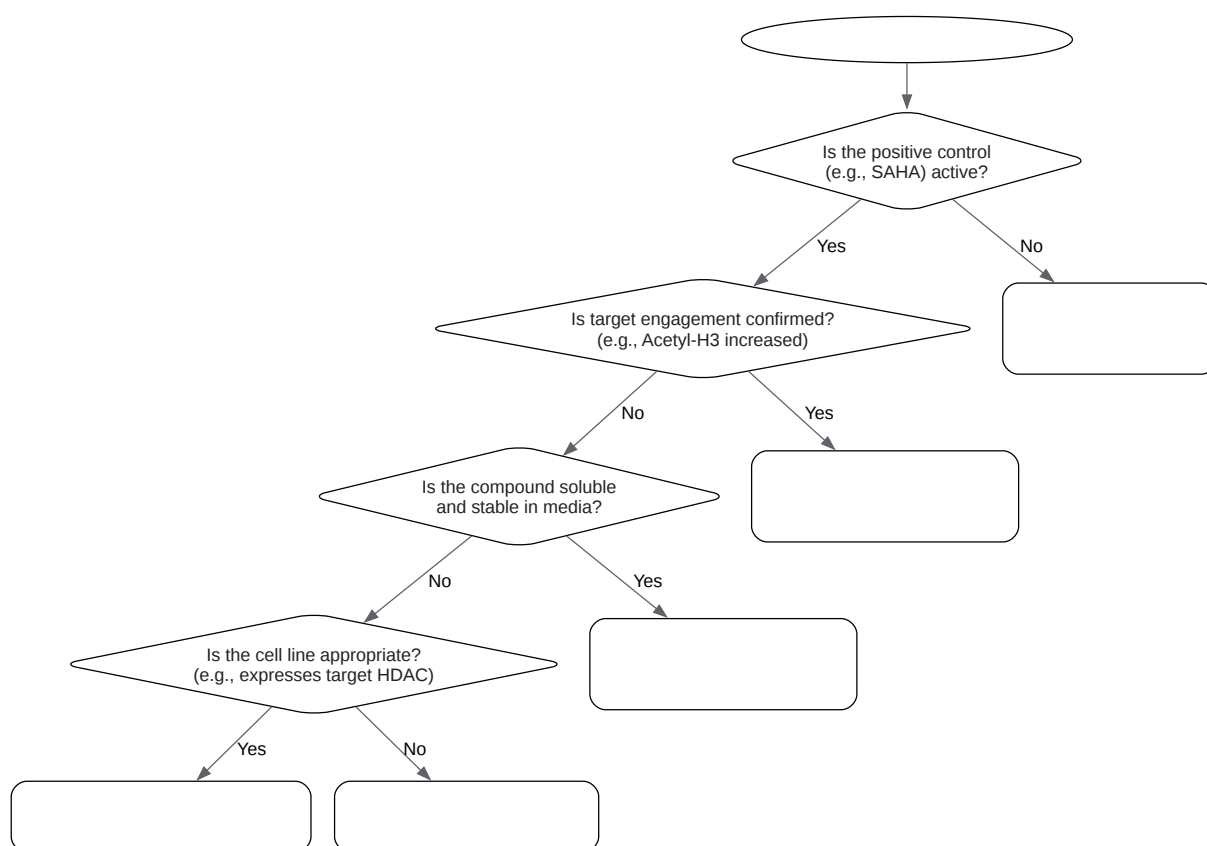 Is the positive control
(e.g., SAHA) active?
Yes
No
Is target engagement confirmed?
(e.g., Acetyl-H3 increased)
No
Yes
Is the compound soluble
and stable in media?
No
Yes
Is the cell line appropriate?
(e.g., expresses target HDAC)
Yes
No